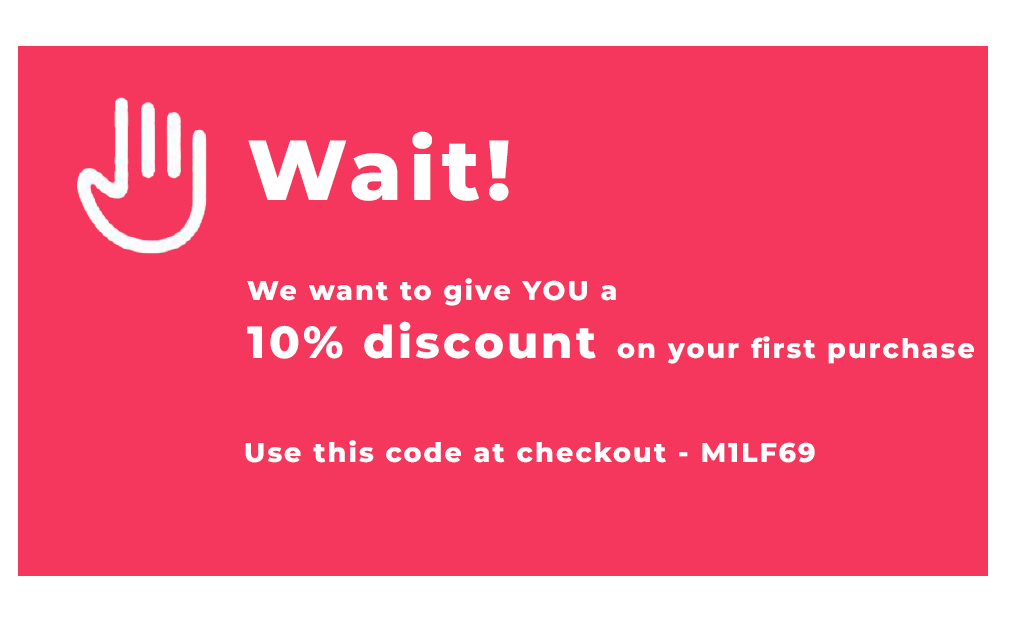 Wait!
We want to give YOU a
10% discount on your first purchase
Use this code at checkout - M1LF69